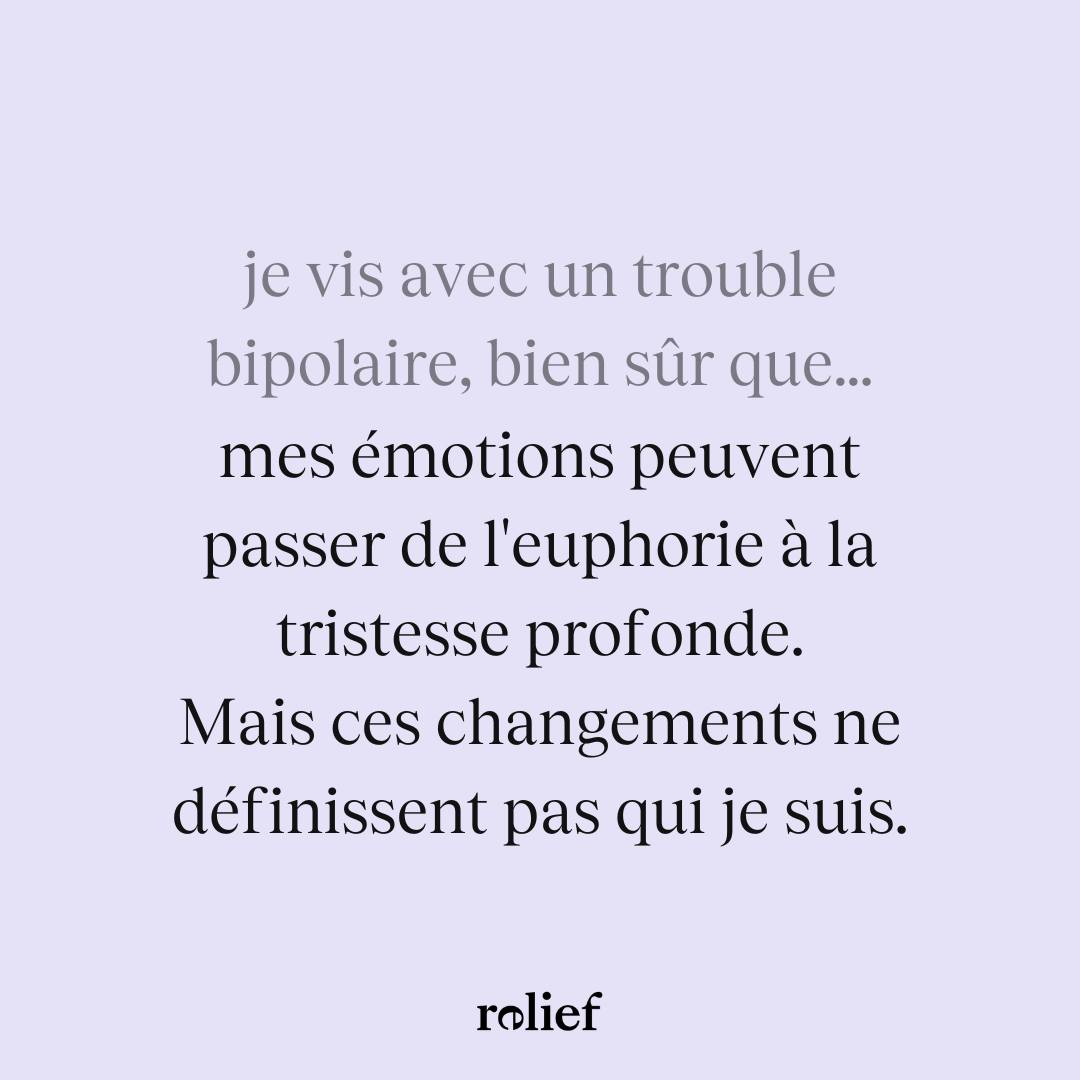 je vis avec un trouble
bipolaire, bien sûr que...
mes émotions peuvent
passer de l'euphorie à la
tristesse profonde.
Mais ces changements ne
définissent pas qui je suis.
relief